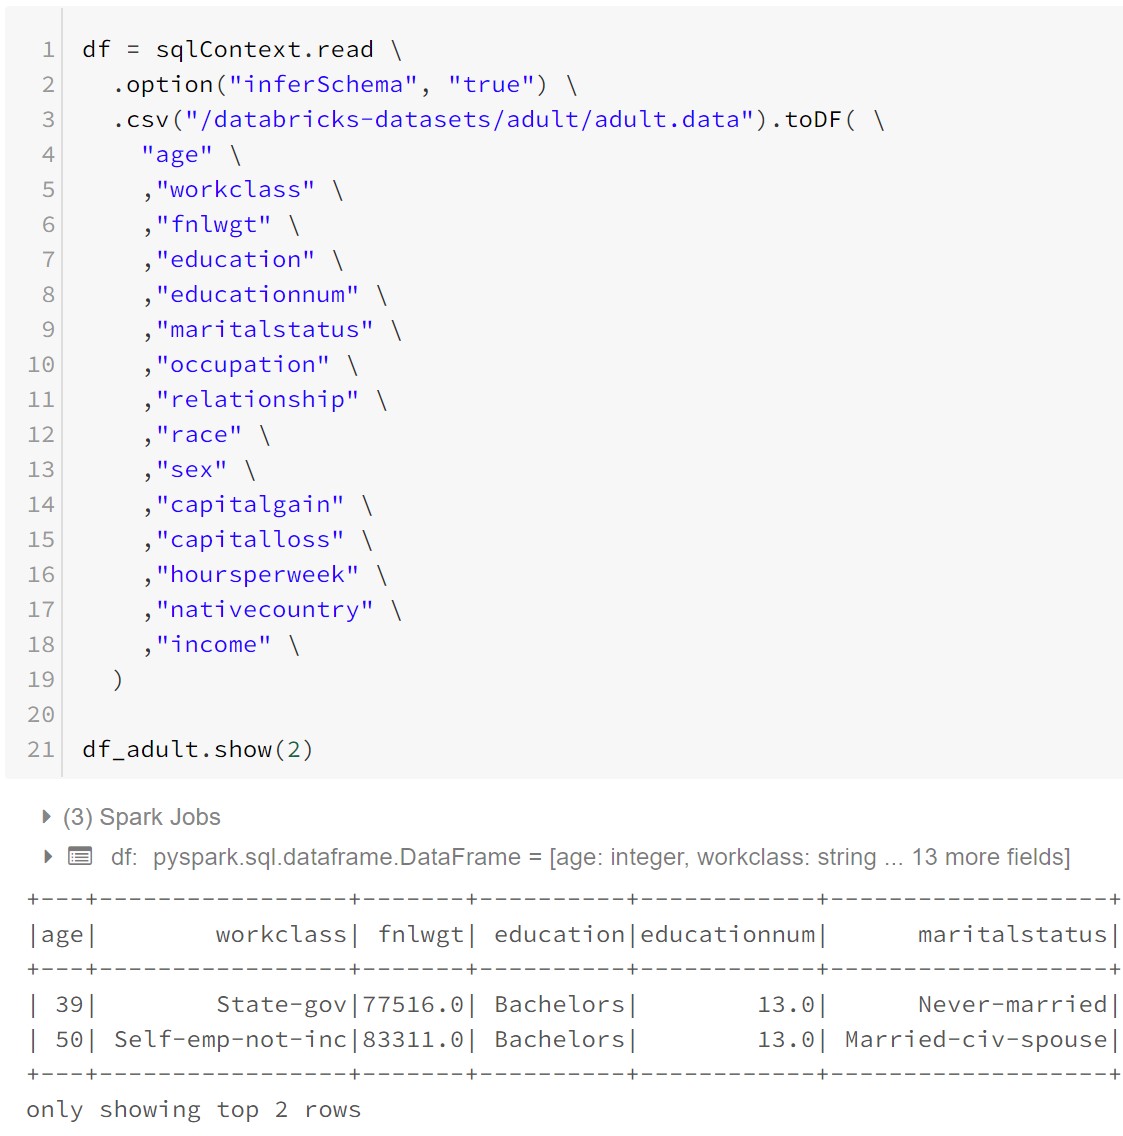 1 df = sqlContext.read \
2   .option("inferSchema", "true") \
3   .csv("/databricks-datasets/adult/adult.data").toDF( \
4     "age" \
5     ,"workclass" \
6     ,"fnlwgt" \
7     ,"education" \
8     ,"educationnum" \
9     ,"maritalstatus" \
10     ,"occupation" \
11     ,"relationship" \
12     ,"race" \
13     ,"sex" \
14     ,"capitalgain" \
15     ,"capitalloss" \
16     ,"hoursperweek" \
17     ,"nativecountry" \
18     ,"income" \
19   )
20
21 df_adult.show(2)
(3) Spark Jobs
df: pyspark.sql.dataframe.DataFrame = [age: integer, workclass: string ... 13 more fields]
+---+-----------------+-------+----------+------------+-------------------+
|age|        workclass| fnlwgt| education|educationnum|      maritalstatus|
+---+-----------------+-------+----------+------------+-------------------+
| 39|        State-gov|77516.0| Bachelors|        13.0|      Never-married|
| 50| Self-emp-not-inc|83311.0| Bachelors|        13.0| Married-civ-spouse|
+---+-----------------+-------+----------+------------+-------------------+
only showing top 2 rows